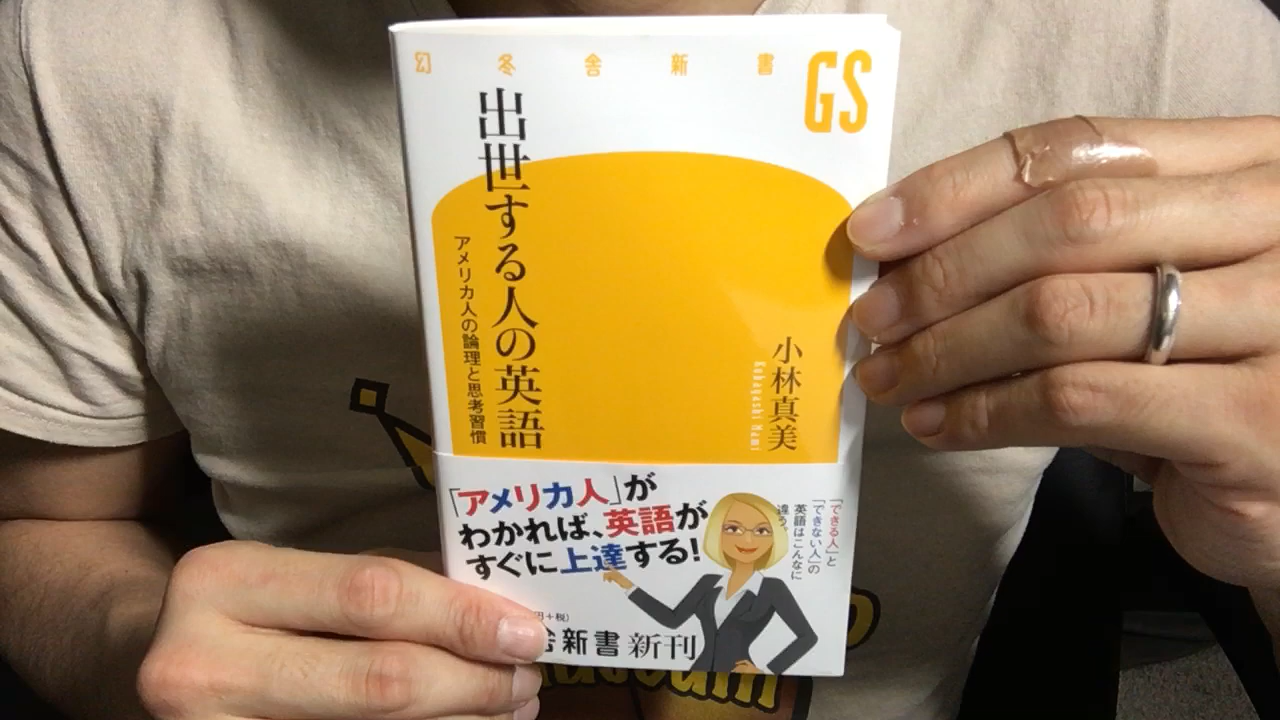 幻冬舎新書
GS
出世する人の英語
アメリカ人の論理と思考習慣
小林真美
Kobayashi Mami
「アメリカ人」が
わかれば、英語が
すぐに上達する!
「できる人」と
「できない人」の
英語はこんなに
違う。
円+税)
舎新書 新刊